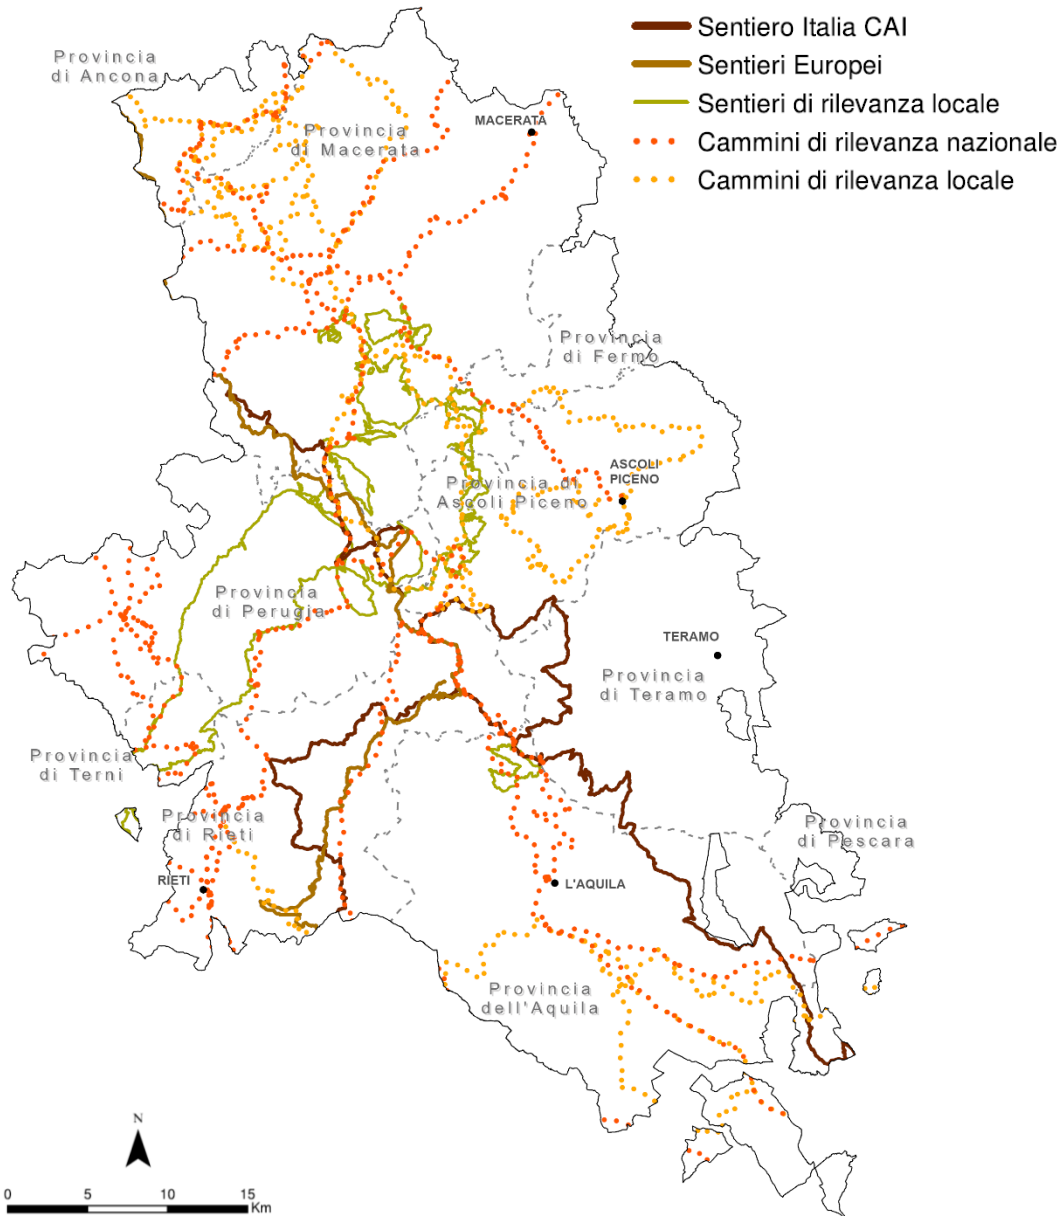 Sentiero Italia CAI
Sentieri Europei
Sentieri di rilevanza locale
Cammini di rilevanza nazionale
Cammini di rilevanza locale
Provincia
di Ancona
MACERATA
Provincia
di Macerata
Provincia
di Fermo
ASCOLI
PICENO
Provincia di
Ascoli Piceno
Provincia
di Perugia
TERAMO
Provincia
di Teramo
Provincia
di Terni
Provincia
di Rieti
Provincia
di Pescara
RIETI
L'AQUILA
Provincia
dell'Aquila
N
0 5 10 15
Km